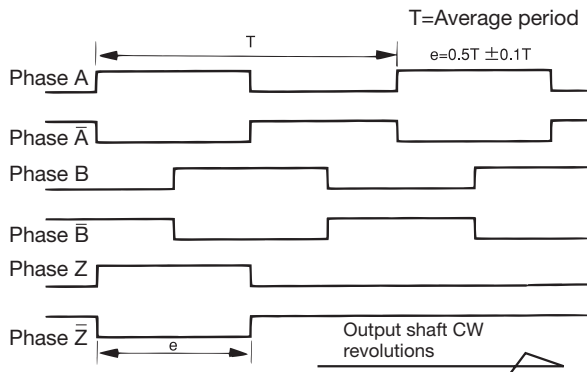 T=Average period
T
e=0.5T ±0.1T
Phase A
Phase A̅
Phase B
Phase B̅
Phase Z
Phase Z̅
e
Output shaft CW
revolutions